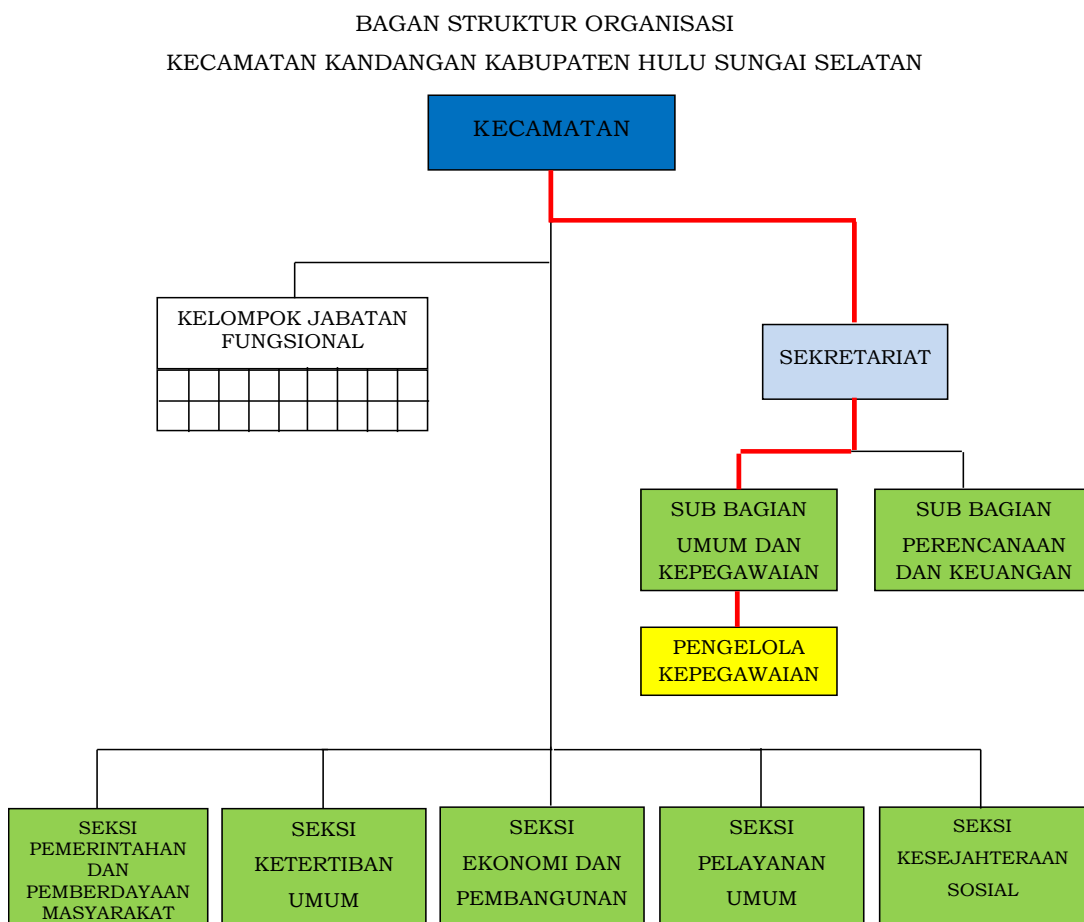 BAGAN STRUKTUR ORGANISASI
KECAMATAN KANDANGAN KABUPATEN HULU SUNGAI SELATAN
KECAMATAN
KELOMPOK JABATAN
FUNGSIONAL
SEKRETARIAT
SUB BAGIAN
UMUM DAN
KEPEGAWAIAN
SUB BAGIAN
PERENCANAAN
DAN KEUANGAN
PENGELOLA
KEPEGAWAIAN
SEKSI
PEMERINTAHAN
DAN
PEMBERDAYAAN
MASYARAKAT
SEKSI
KETERTIBAN
UMUM
SEKSI
EKONOMI DAN
PEMBANGUNAN
SEKSI
PELAYANAN
UMUM
SEKSI
KESEJAHTERAAN
SOSIAL